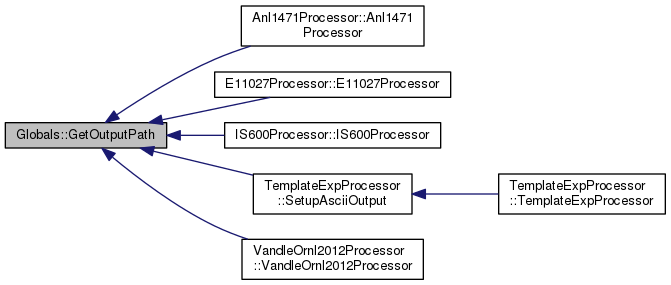 Anl1471Processor::Anl1471
Processor
E11027Processor::E11027Processor
Globals::GetOutputPath
IS600Processor::IS600Processor
TemplateExpProcessor
::SetupAsciiOutput
TemplateExpProcessor
::TemplateExpProcessor
VandleOrnl2012Processor
::VandleOrnl2012Processor